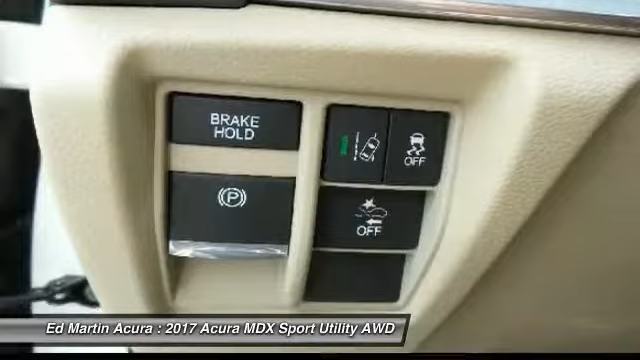 BRAKE
HOLD
OFF
(P)
OFF
Ed Martin Acura : 2017 Acura MDX Sport Utility AWD